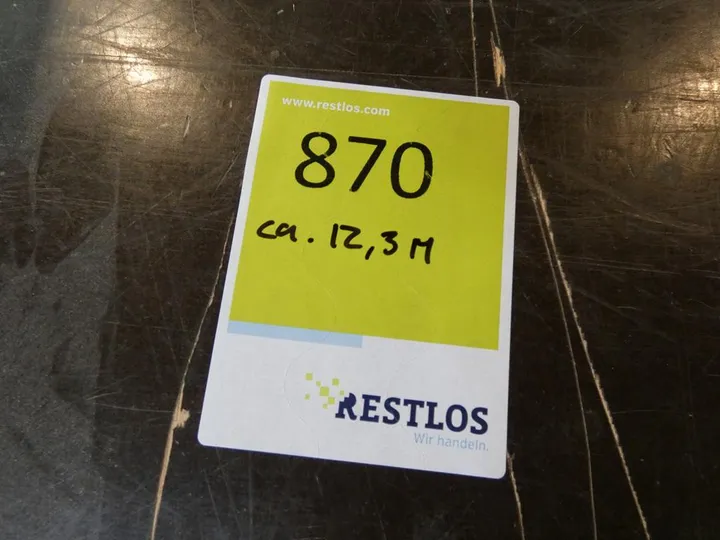 www.restlos.com
870
ca. 12,3 M
RESTLOS
Wir handeln.